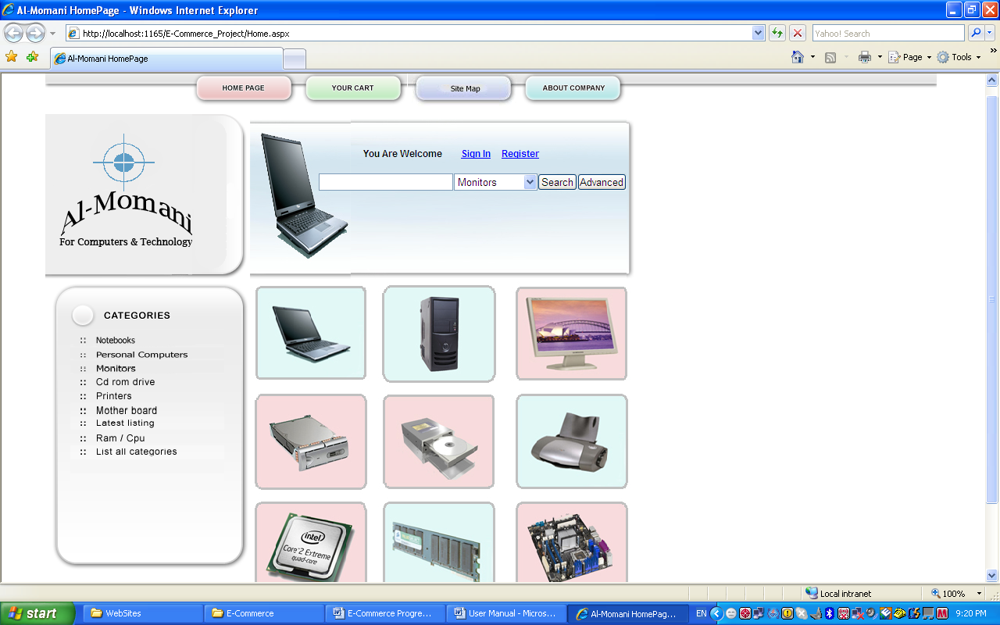 Al-Momani HomePage - Windows Internet Explorer
http://localhost:1165/E-Commerce_Project/Home.aspx
Yahoo! Search
Al-Momani HomePage
Page
Tools
HOME PAGE
YOUR CART
Site Map
ABOUT COMPANY
Al-Momani
For Computers & Technology
You Are Welcome Sign In Register
Monitors Search Advanced
CATEGORIES
:: Notebooks
:: Personal Computers
:: Monitors
:: Cd rom drive
:: Printers
:: Mother board
:: Latest listing
:: Ram / Cpu
:: List all categories
intel
Core 2 Extreme
quad-core
Local intranet
100%
start
WebSites
E-Commerce
E-Commerce Progre...
User Manual - Micros...
Al-Momani HomePag...
EN
9:20 PM